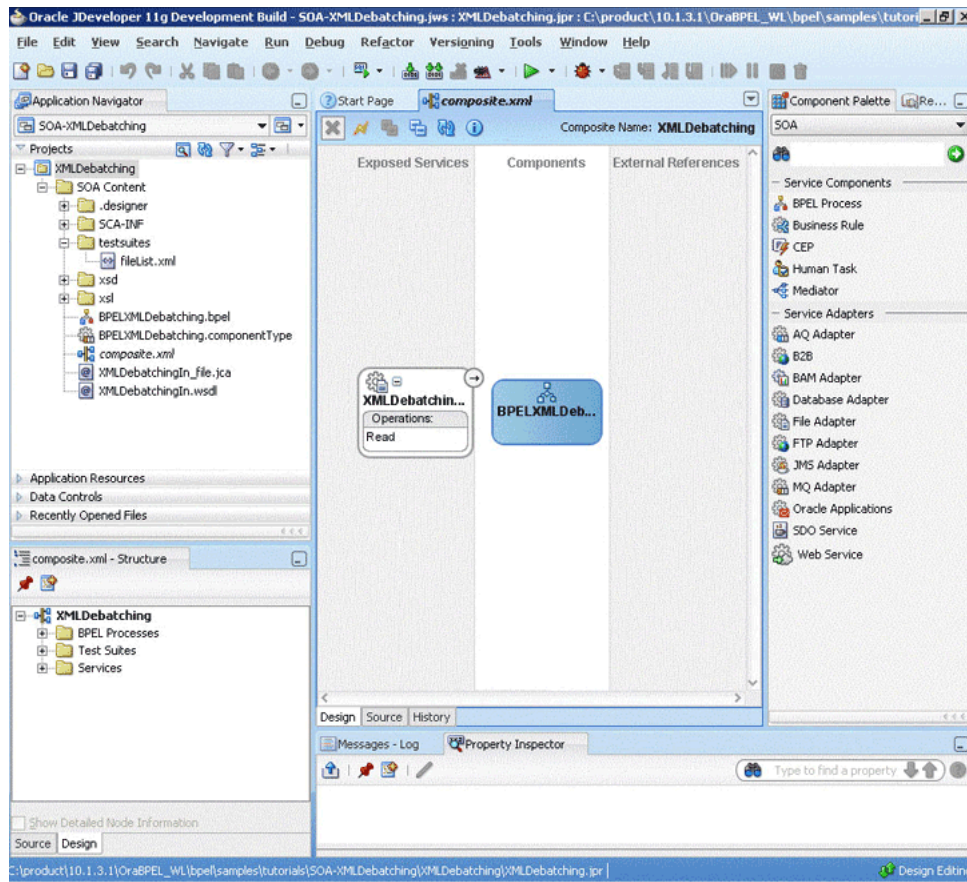 Oracle JDeveloper 11g Development Build - SOA-XMLDebatching.jws : XMLDebatching.jpr : C:\product\10.1.3.1\OraBPEL_WL\bpel\samples\tutori
File Edit View Search Navigate Run Debug Refactor Versioning Tools Window Help
Application Navigator
SOA-XMLDebatching
Projects
XMLDebatching
SOA Content
.designer
SCA-INF
testsuites
fileList.xml
xsd
xsl
BPELXMLDebatching.bpel
BPELXMLDebatching.componentType
composite.xml
XMLDebatchingIn_file.jca
XMLDebatchingIn.wsdl
Application Resources
Data Controls
Recently Opened Files
composite.xml - Structure
XMLDebatching
BPEL Processes
Test Suites
Services
Show Detailed Node Information
Source Design
Start Page composite.xml
Composite Name: XMLDebatching
Exposed Services Components External References
XMLDebatchin...
Operations:
Read
BPELXMLDeb...
Design Source History
Messages - Log Property Inspector
Type to find a property
Component Palette Re...
SOA
Service Components
BPEL Process
Business Rule
CEP
Human Task
Mediator
Service Adapters
AQ Adapter
B2B
BAM Adapter
Database Adapter
File Adapter
FTP Adapter
JMS Adapter
MQ Adapter
Oracle Applications
SDO Service
Web Service
C:\product\10.1.3.1\OraBPEL_WL\bpel\samples\tutorials\SOA-XMLDebatching\XMLDebatching\XMLDebatching.jpr
Design Editin